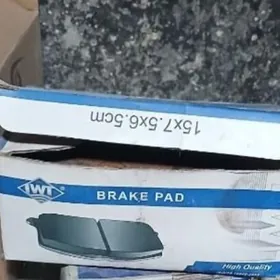 15x7.5x6.5cm
IWT
BRAKE PAD
High Quality